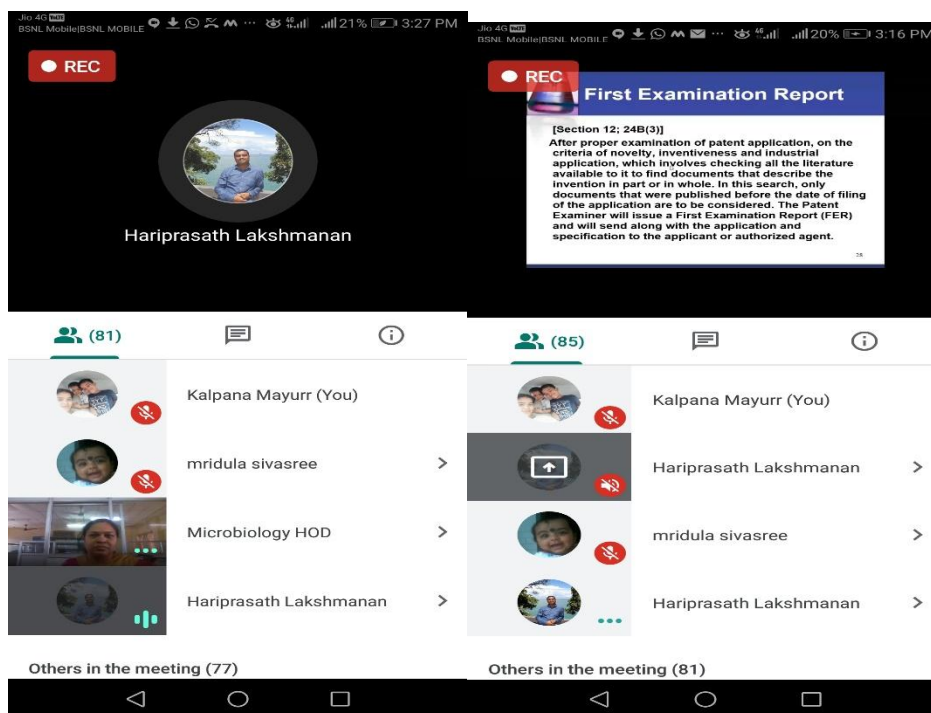 Jio 4G VoLTE
BSNL Mobile|BSNL MOBILE 4G 21% 3:27 PM
REC
Hariprasath Lakshmanan
(81)
Kalpana Mayurr (You)
mridula sivasree
Microbiology HOD
Hariprasath Lakshmanan
Others in the meeting (77)
Jio 4G VoLTE
BSNL Mobile|BSNL MOBILE 4G 20% 3:16 PM
REC
First Examination Report
[Section 12; 24B(3)]
After proper examination of patent application, on the
criteria of novelty, inventiveness and industrial
application, which involves checking all the literature
available to it to find documents that describe the
invention in part or in whole. In this search, only
documents that were published before the date of filing
of the application are to be considered. The Patent
Examiner will issue a First Examination Report (FER)
and will send along with the application and
specification to the applicant or authorized agent.
28
(85)
Kalpana Mayurr (You)
Hariprasath Lakshmanan
mridula sivasree
Hariprasath Lakshmanan
Others in the meeting (81)